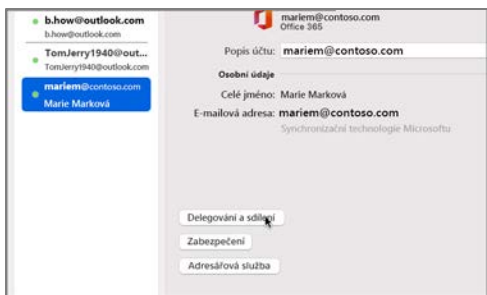 b.how@outlook.com
b.how@outlook.com
TomJerry1940@out...
TomJerry1940@outlook.com
mariem@contoso.com
Marie Marková
mariem@contoso.com
Office 365
Popis účtu: mariem@contoso.com
Osobní údaje
Celé jméno: Marie Marková
E-mailová adresa: mariem@contoso.com
Synchronizační technologie Microsoftu
Delegování a sdílení
Zabezpečení
Adresářová služba